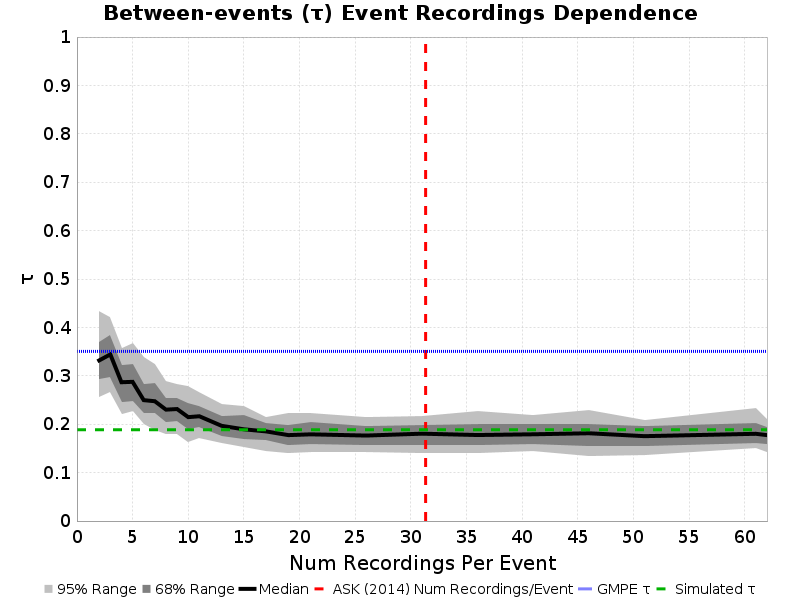 Between-events (τ) Event Recordings Dependence
1
0.9
0.8
0.7
0.6
τ
0.5
0.4
0.3
0.2
0.1
0
0 5 10 15 20 25 30 35 40 45 50 55 60
Num Recordings Per Event
95% Range 68% Range Median ASK (2014) Num Recordings/Event GMPE τ Simulated τ